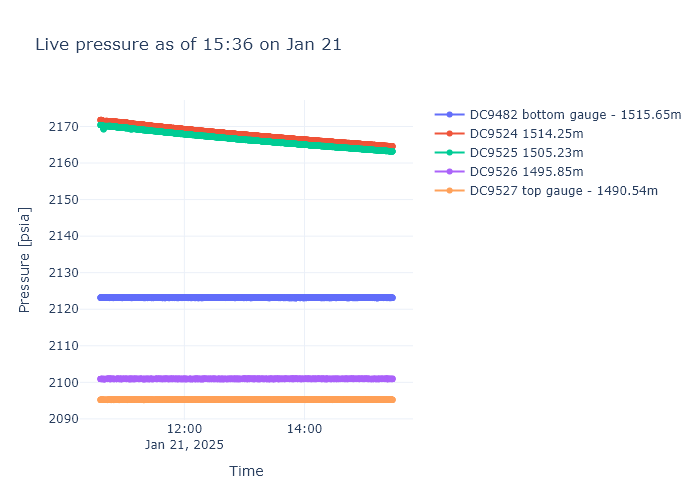 Live pressure as of 15:36 on Jan 21
DC9482 bottom gauge - 1515.65m
DC9524 1514.25m
DC9525 1505.23m
DC9526 1495.85m
DC9527 top gauge - 1490.54m
Pressure [psia]
2170
2160
2150
2140
2130
2120
2110
2100
2090
12:00
14:00
Jan 21, 2025
Time